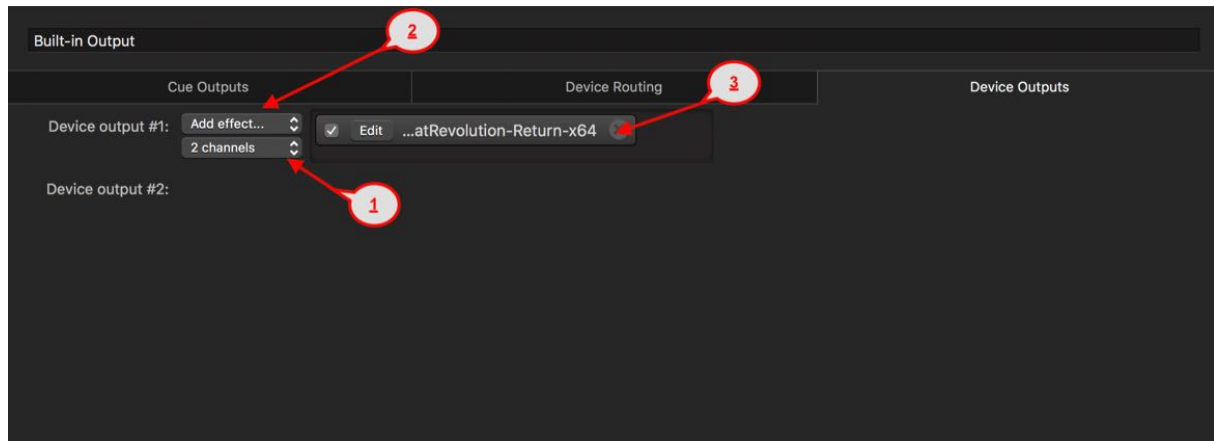 2
Built-in Output
Cue Outputs Device Routing 3 Device Outputs
Device output #1: Add effect... Edit ...atRevolution-Return-x64
2 channels
Device output #2:
1